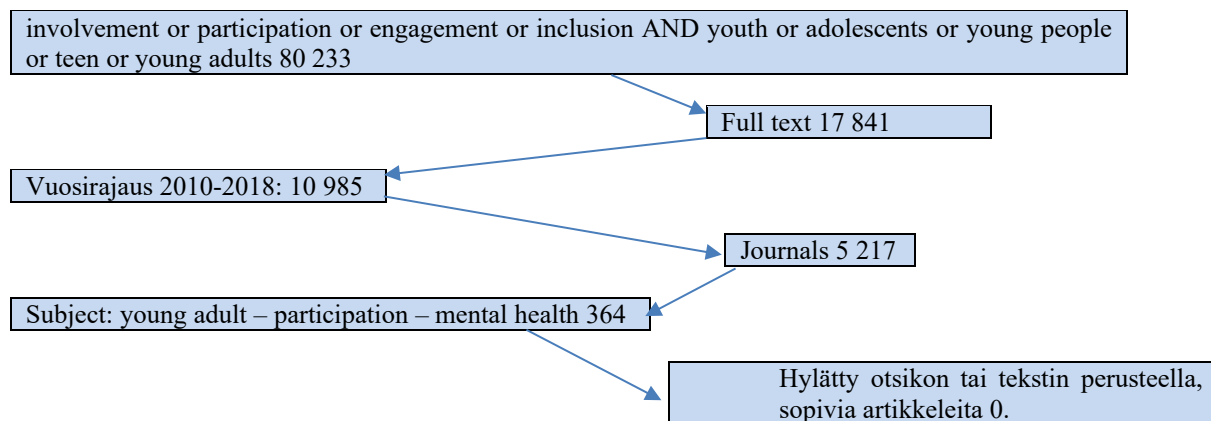 involvement or participation or engagement or inclusion AND youth or adolescents or young people
or teen or young adults 80 233
Full text 17 841
Vuosirajaus 2010-2018: 10 985
Journals 5 217
Subject: young adult – participation – mental health 364
Hylätty otsikon tai tekstin perusteella,
sopivia artikkeleita 0.